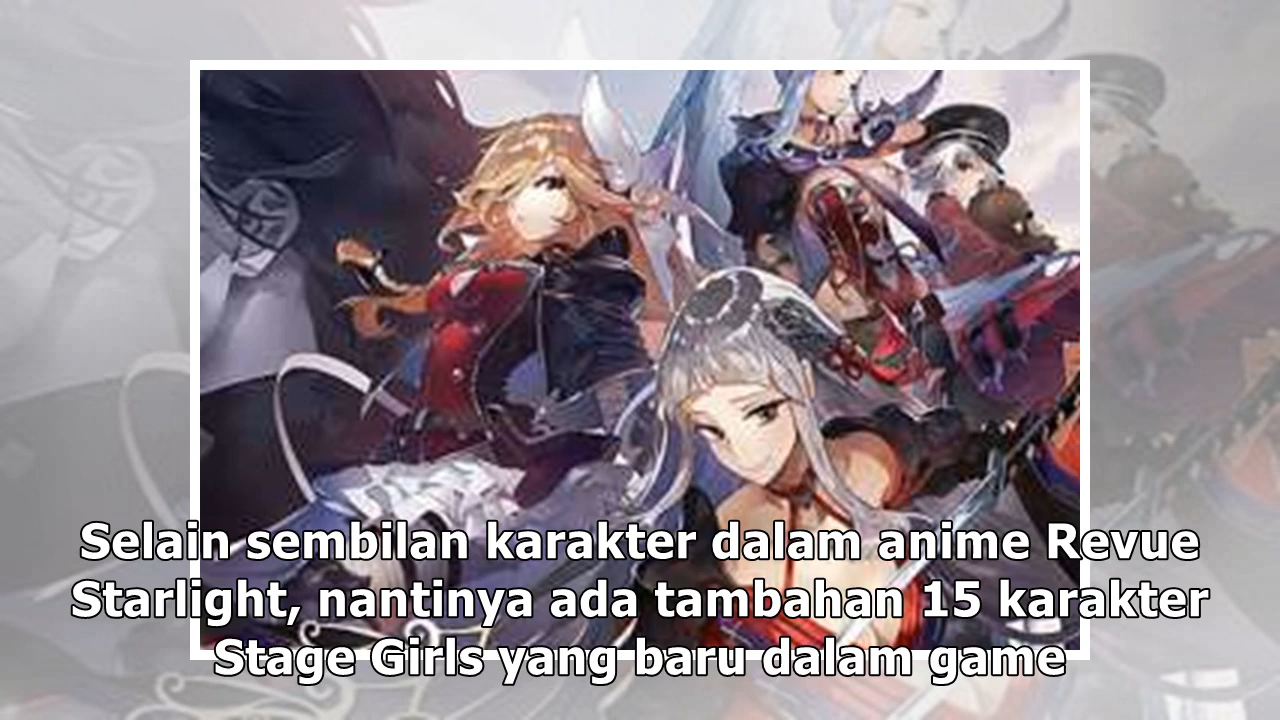 Selain sembilan karakter dalam anime Revue
Starlight, nantinya ada tambahan 15 karakter
Stage Girls yang baru dalam game